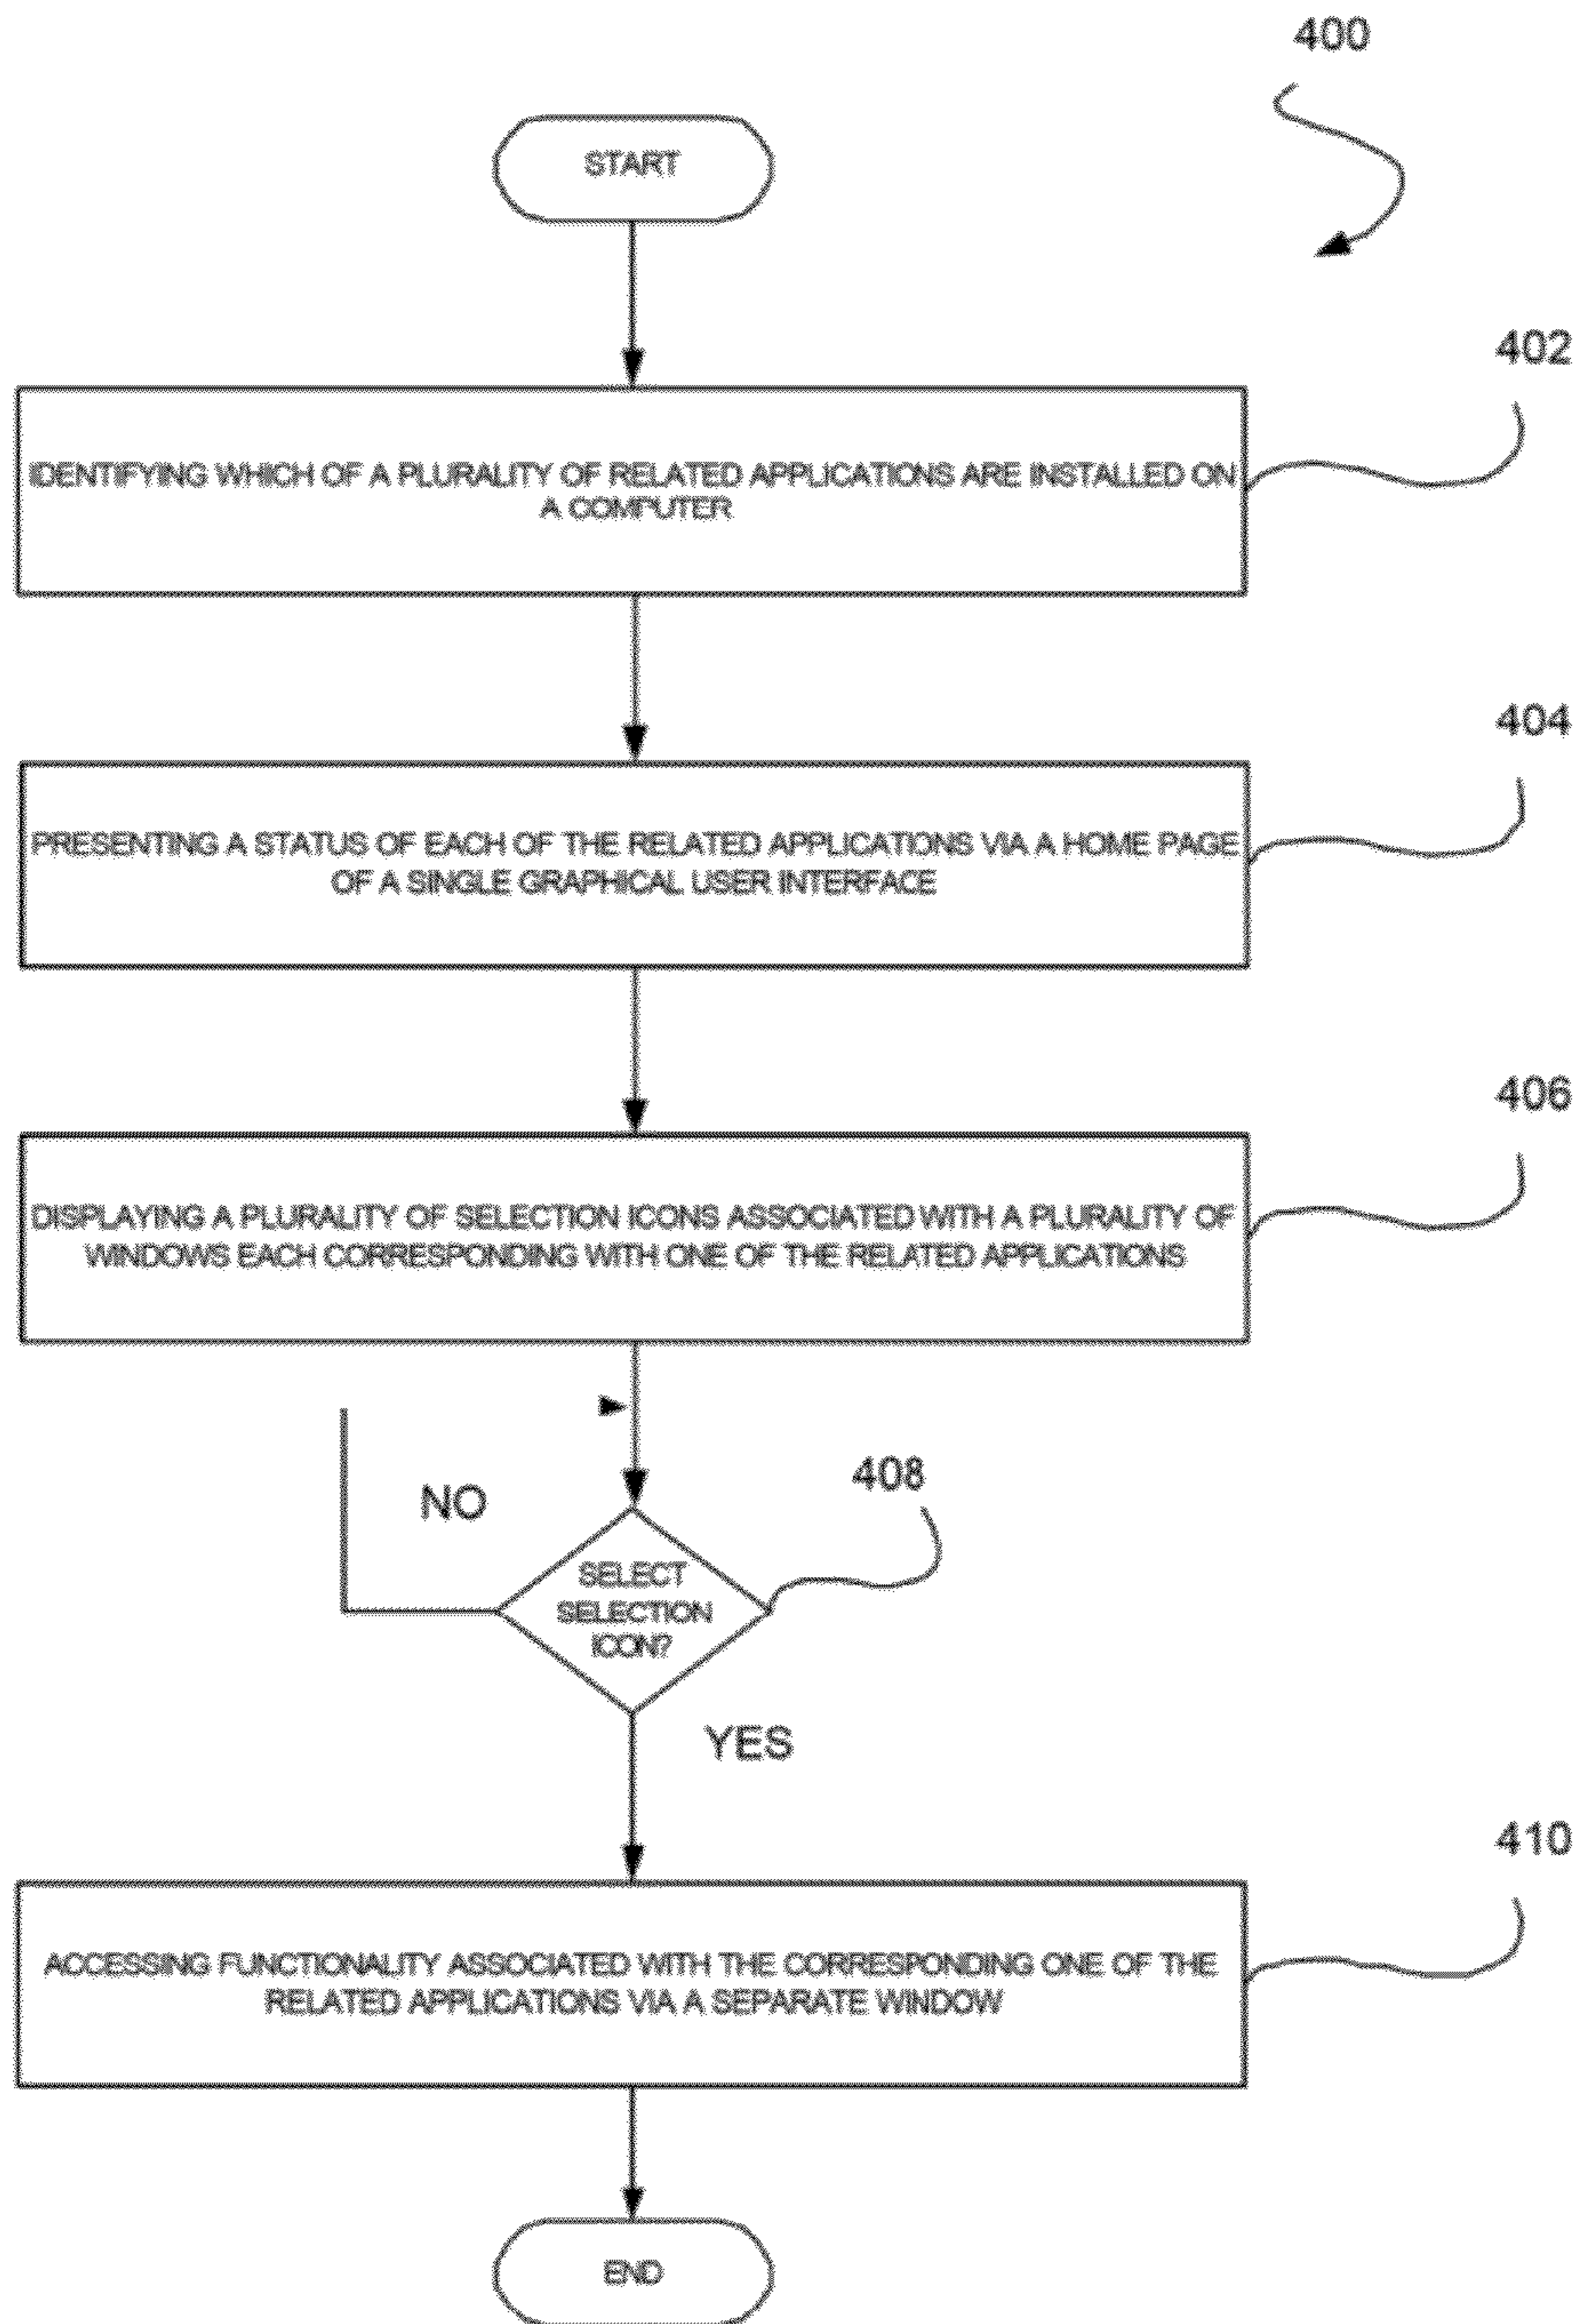 400
START
402
IDENTIFYING WHICH OF A PLURALITY OF RELATED APPLICATIONS ARE INSTALLED ON
A COMPUTER
404
PRESENTING A STATUS OF EACH OF THE RELATED APPLICATIONS VIA A HOME PAGE
OF A SINGLE GRAPHICAL USER INTERFACE
406
DISPLAYING A PLURALITY OF SELECTION ICONS ASSOCIATED WITH A PLURALITY OF
WINDOWS EACH CORRESPONDING WITH ONE OF THE RELATED APPLICATIONS
408
NO
SELECT
SELECTION
ICON?
YES
410
ACCESSING FUNCTIONALITY ASSOCIATED WITH THE CORRESPONDING ONE OF THE
RELATED APPLICATIONS VIA A SEPARATE WINDOW
END